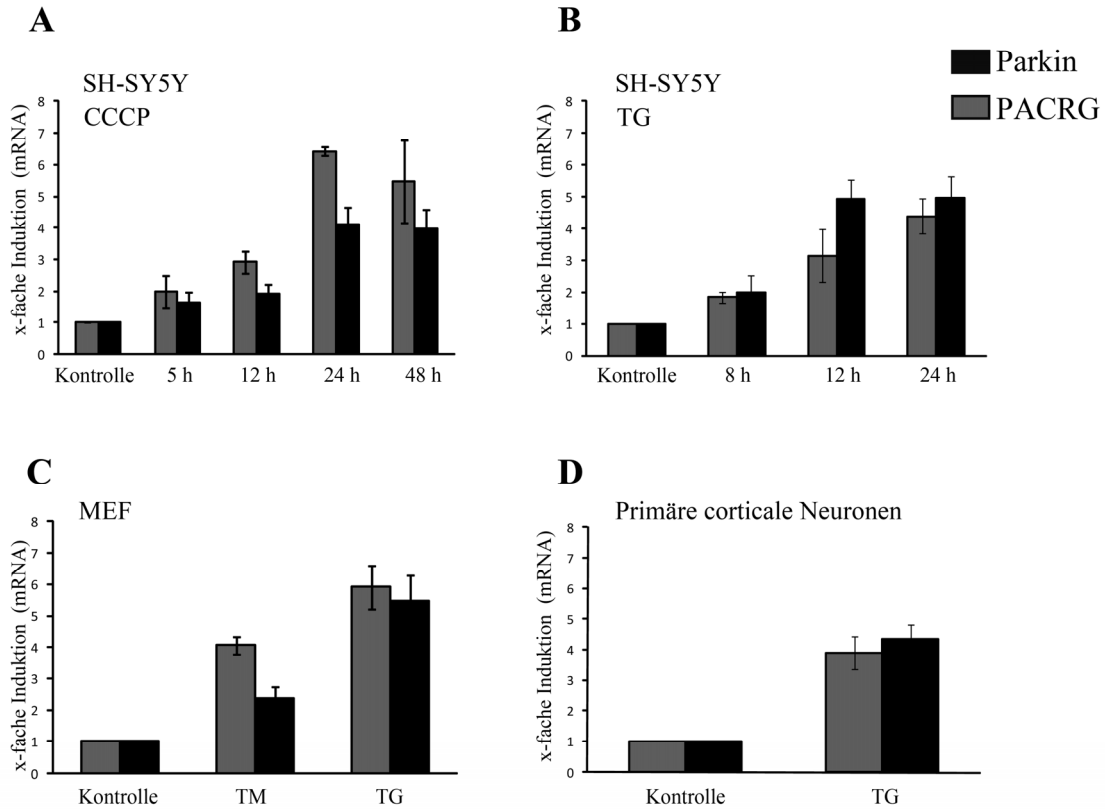 A
SH-SY5Y
CCCP
x-fache Induktion (mRNA)
8
7
6
5
4
3
2
1
0
Kontrolle 5 h 12 h 24 h 48 h
B
SH-SY5Y
TG
Parkin
PACRG
x-fache Induktion (mRNA)
8
7
6
5
4
3
2
1
0
Kontrolle 8 h 12 h 24 h
C
MEF
x-fache Induktion (mRNA)
8
7
6
5
4
3
2
1
0
Kontrolle TM TG
D
Primäre corticale Neuronen
x-fache Induktion (mRNA)
8
7
6
5
4
3
2
1
0
Kontrolle TG